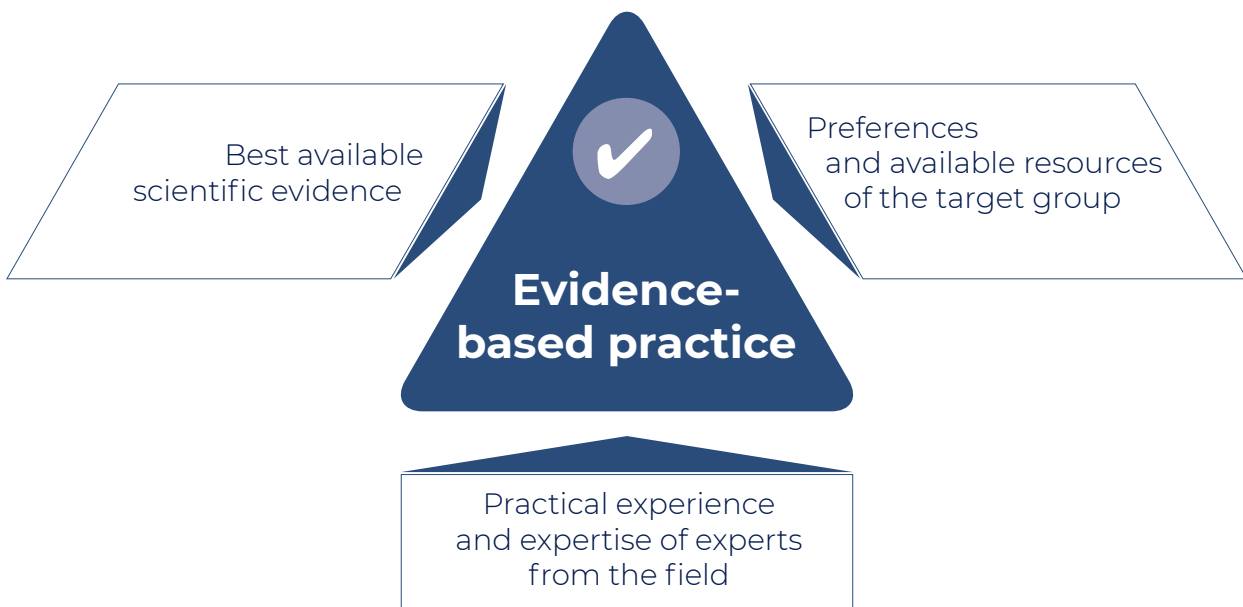 Best available
scientific evidence
Preferences
and available resources
of the target group
Evidence-
based practice
Practical experience
and expertise of experts
from the field